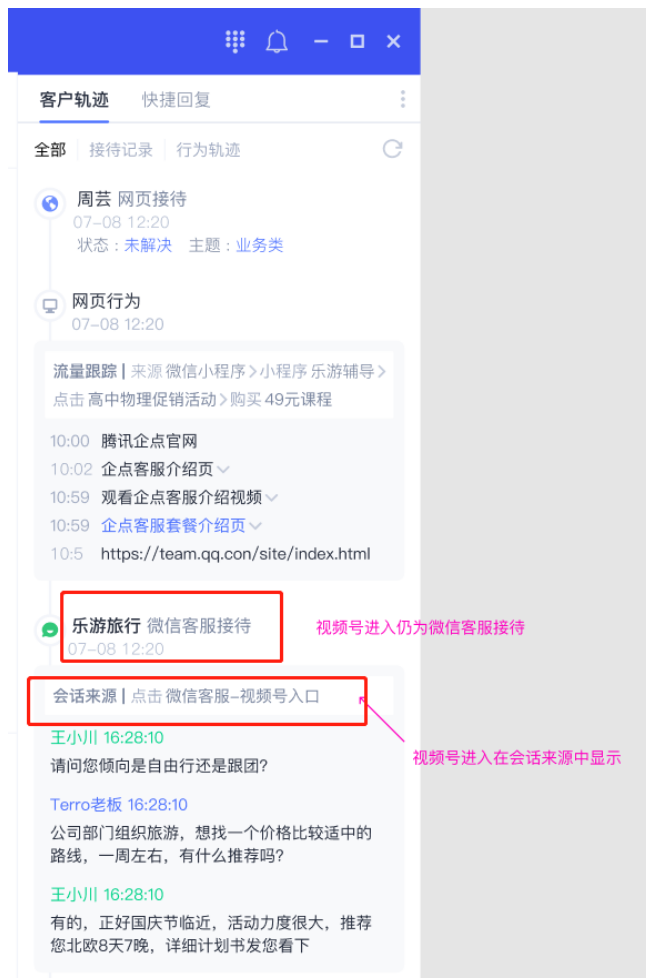 客户轨迹 快捷回复
全部 接待记录 行为轨迹
周芸 网页接待
07-08 12:20
状态：未解决 主题：业务类
网页行为
07-08 12:20
流量跟踪 | 来源 微信小程序>小程序 乐游辅导>
点击 高中物理促销活动>购买 49元课程
10:00 腾讯企点官网
10:02 企点客服介绍页
10:59 观看企点客服介绍视频
10:59 企点客服套餐介绍页
10:5 https://team.qq.con/site/index.html
乐游旅行 微信客服接待
视频号进入仍为微信客服接待
07-08 12:20
会话来源 | 点击 微信客服-视频号入口
王小川 16:28:10
视频号进入在会话来源中显示
请问您倾向是自由行还是跟团？
Terro老板 16:28:10
公司部门组织旅游，想找一个价格比较适中的
路线，一周左右，有什么推荐吗？
王小川 16:28:10
有的，正好国庆节临近，活动力度很大，推荐
您北欧8天7晚，详细计划书发您看下